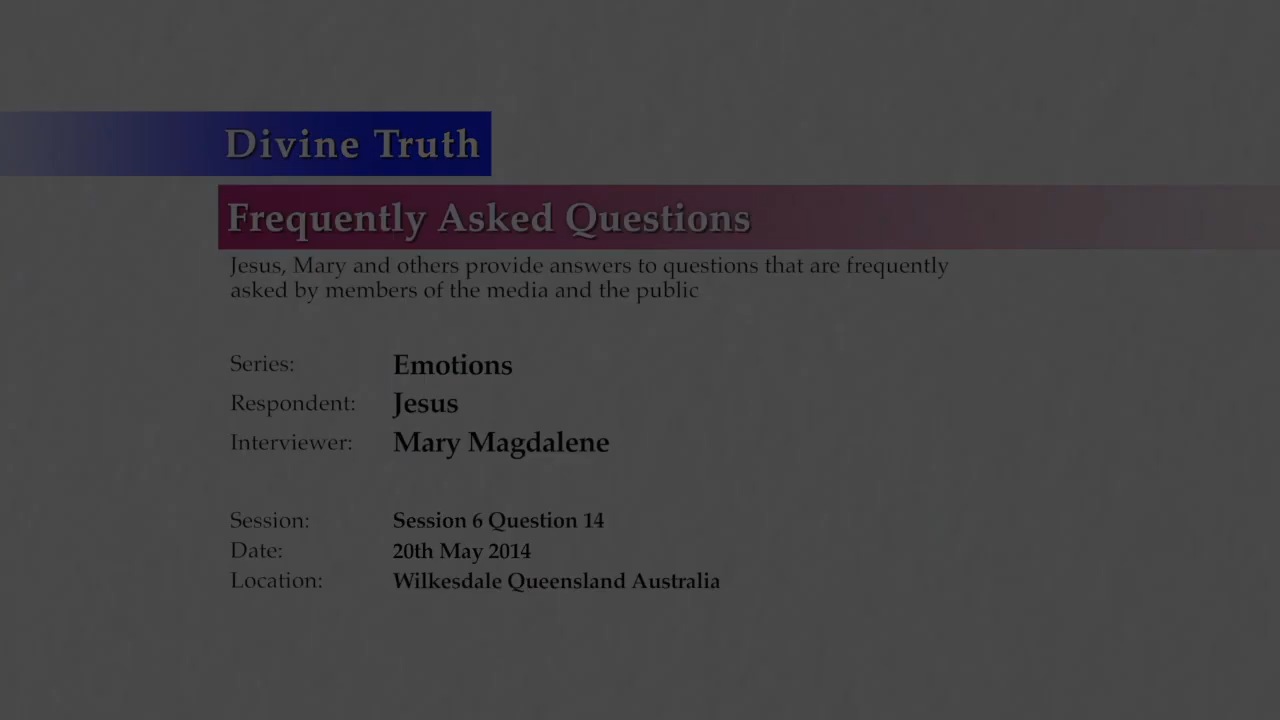 Divine Truth
Frequently Asked Questions
Jesus, Mary and others provide answers to questions that are frequently
asked by members of the media and the public
Series: Emotions
Respondent: Jesus
Interviewer: Mary Magdalene
Session: Session 6 Question 14
Date: 20th May 2014
Location: Wilkesdale Queensland Australia